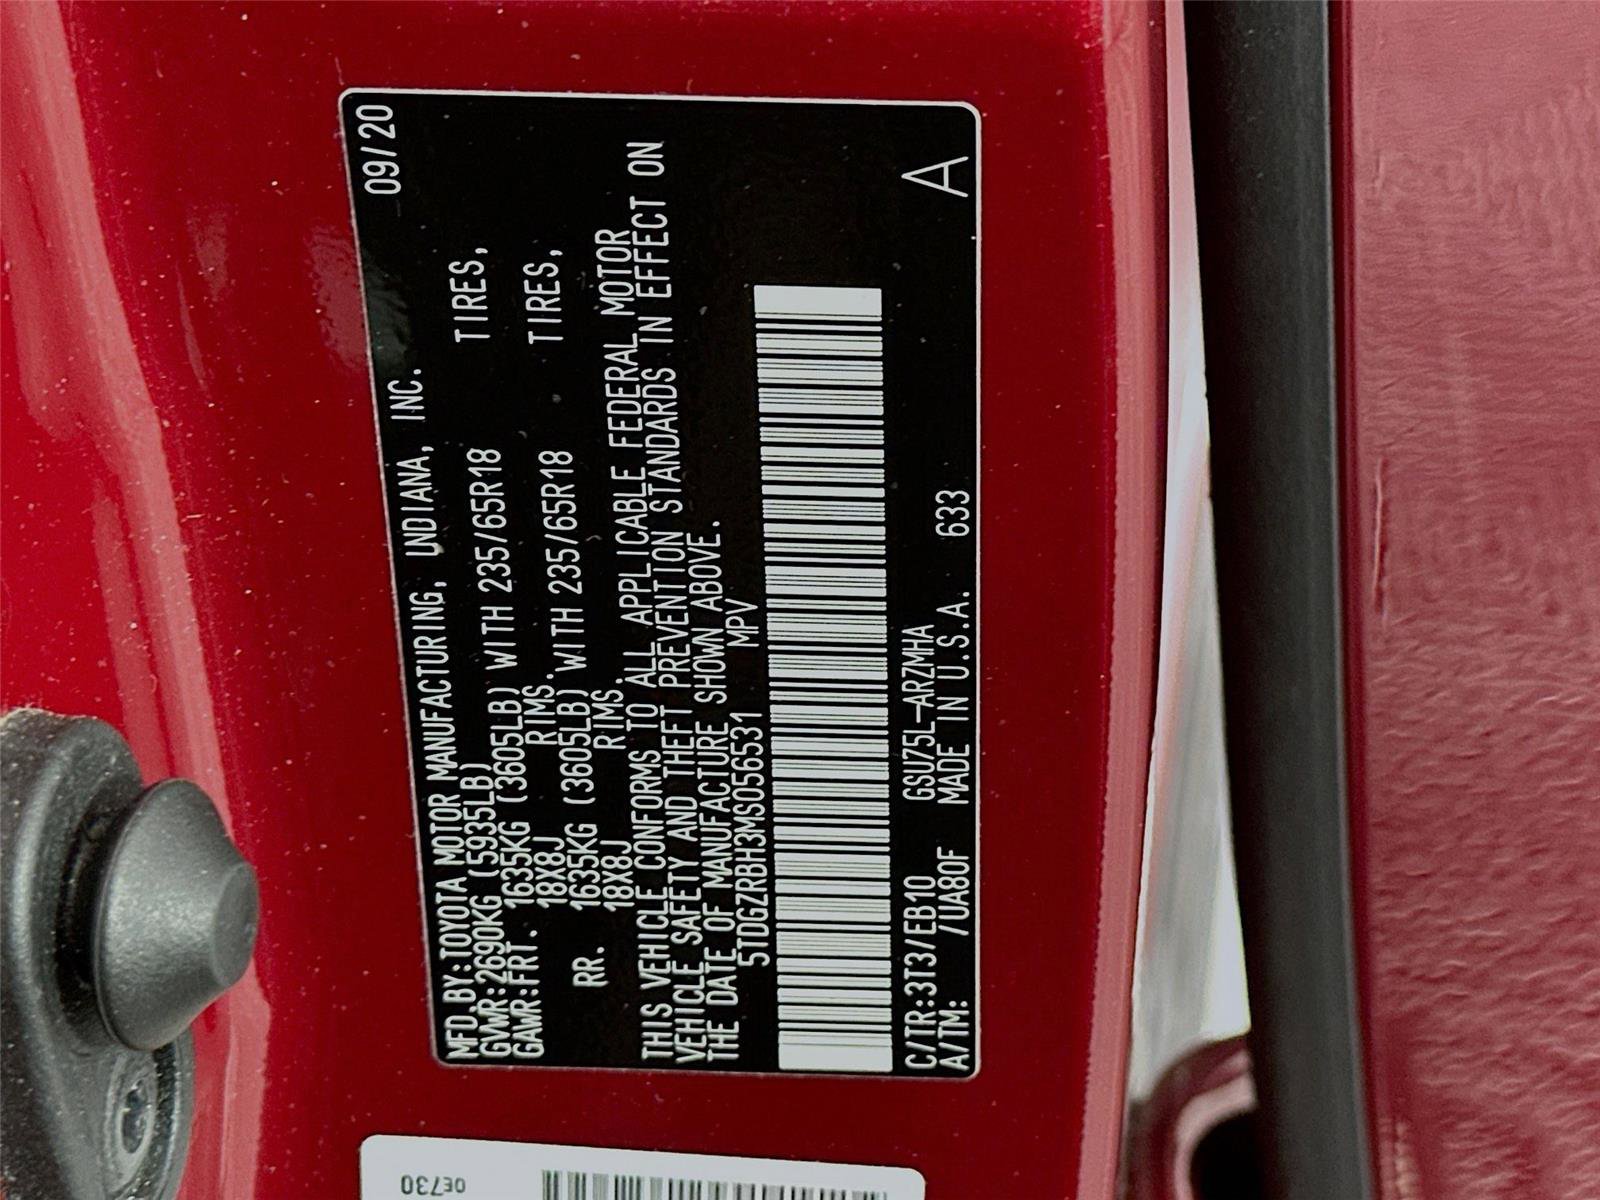 09/20
MFD.BY:TOYOTA MOTOR MANUFACTURING, INDIANA, INC.
GVWR:2690KG (5935LB)
GAWR:FRT. 1635KG (3605LB) WITH 235/65R18 TIRES,
18X8J RIMS.
RR. 1635KG (3605LB) WITH 235/65R18 TIRES,
18X8J RIMS.
THIS VEHICLE CONFORMS TO ALL APPLICABLE FEDERAL MOTOR
VEHICLE SAFETY AND THEFT PREVENTION STANDARDS IN EFFECT ON
THE DATE OF MANUFACTURE SHOWN ABOVE.
5TDGZRBH3MS056531 MPV
C/TR:3T3/EB10 GSU75L-ARZMHA
A/TM: /UA80F MADE IN U.S.A. 633 A
0E730